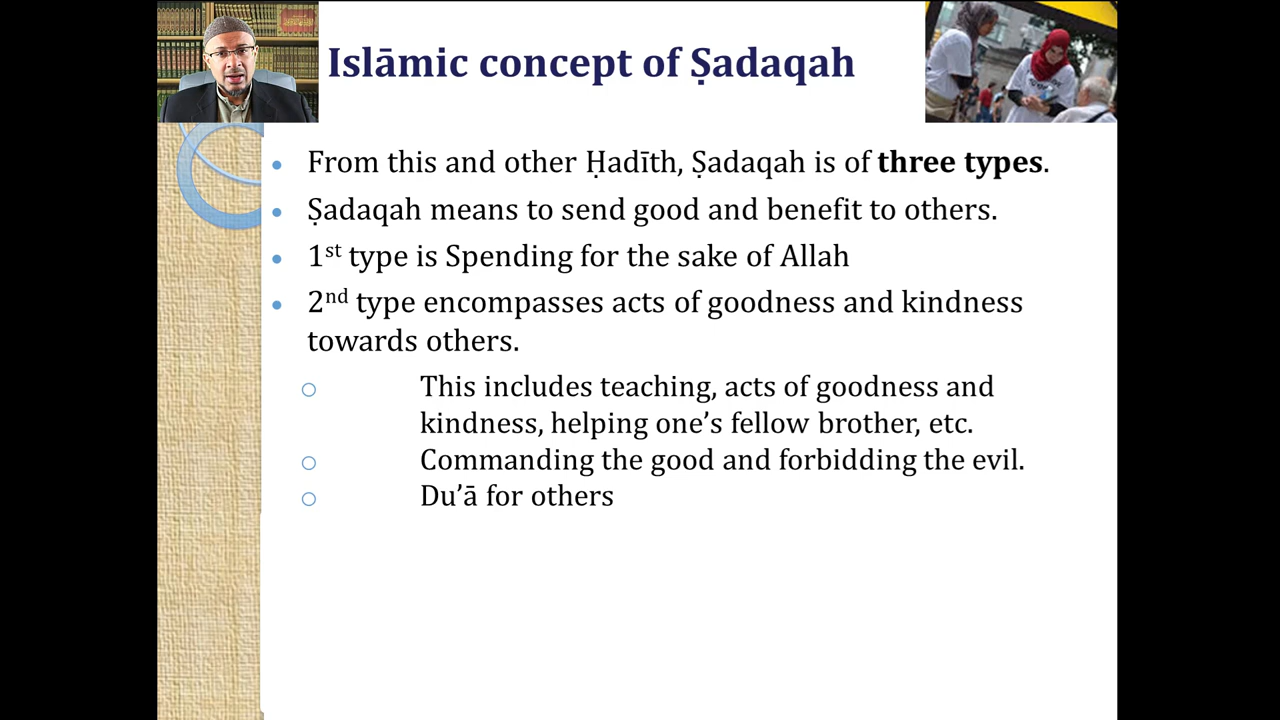 Islāmic concept of Ṣadaqah
• From this and other Ḥadīth, Ṣadaqah is of three types.
• Ṣadaqah means to send good and benefit to others.
• 1st type is Spending for the sake of Allah
• 2nd type encompasses acts of goodness and kindness
towards others.
○ This includes teaching, acts of goodness and
kindness, helping one’s fellow brother, etc.
○ Commanding the good and forbidding the evil.
○ Du’ā for others